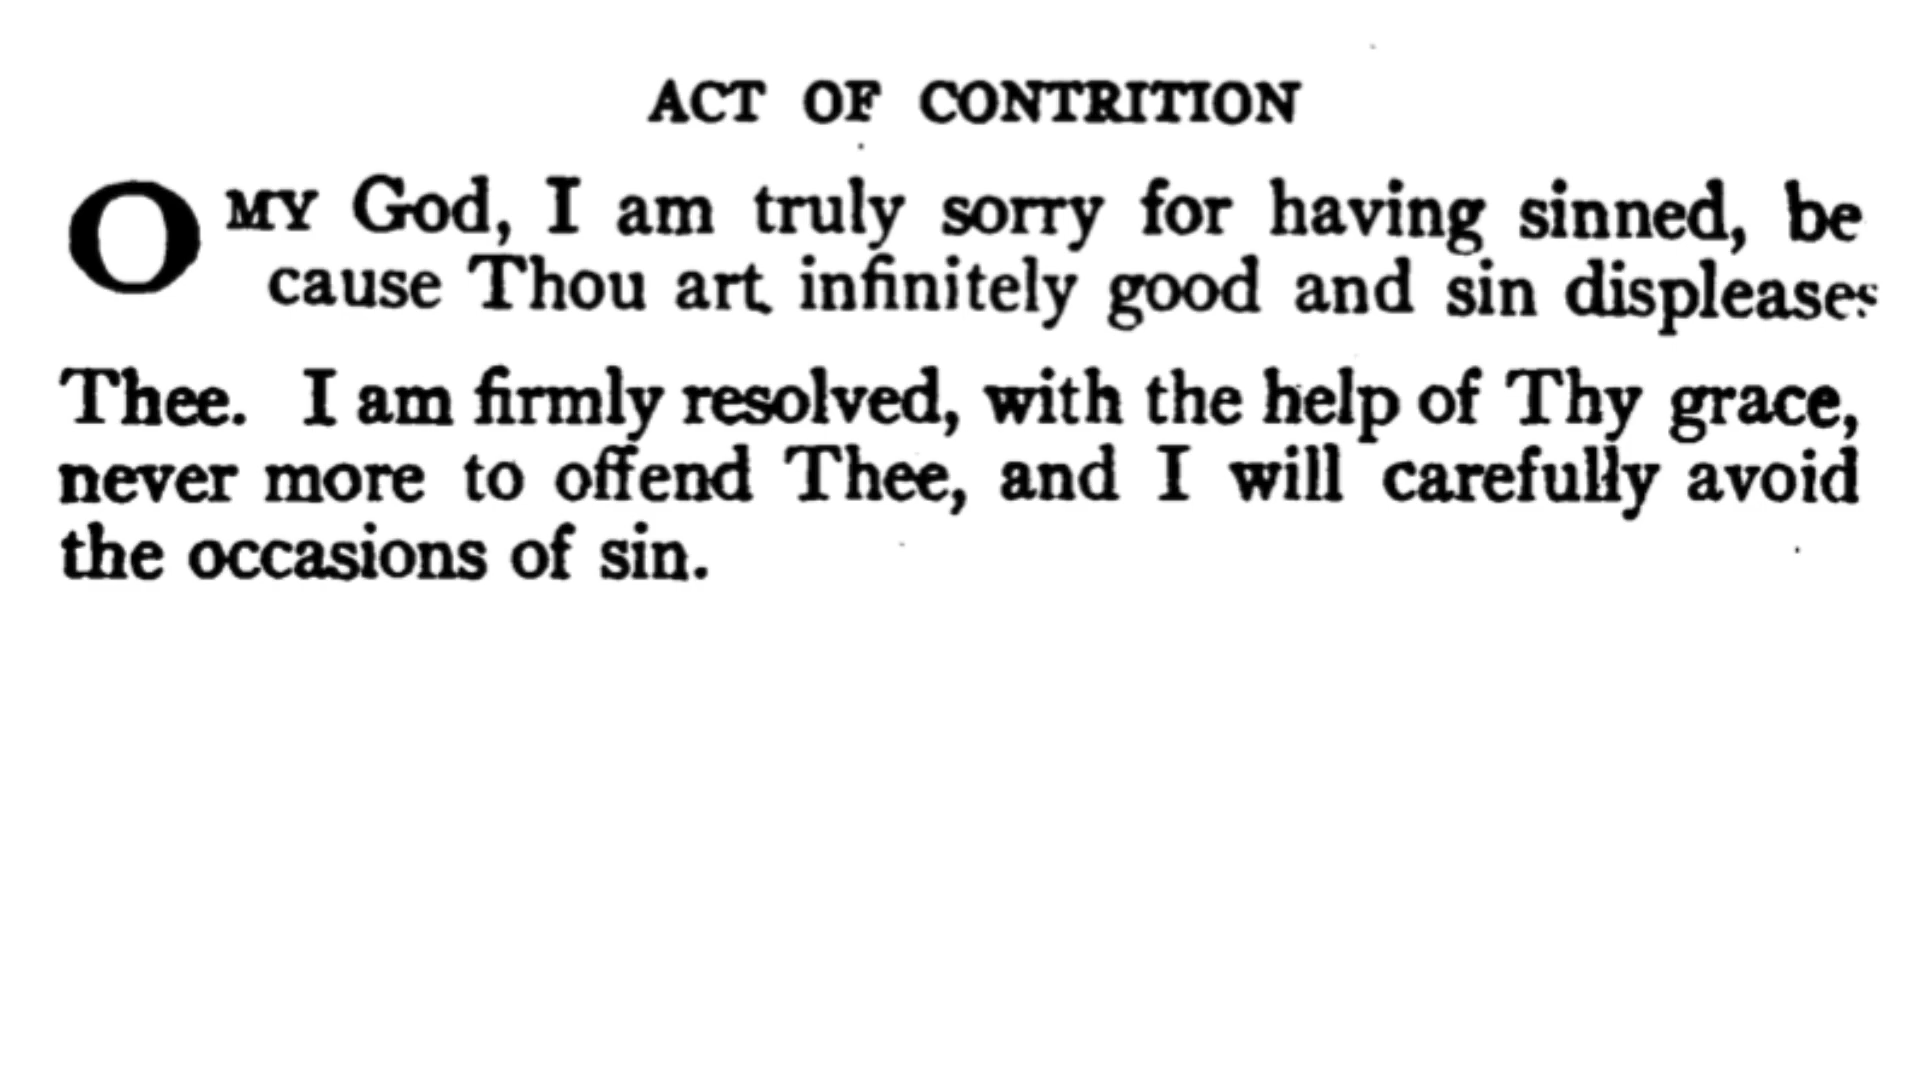 ACT OF CONTRITION
O MY God, I am truly sorry for having sinned, be
cause Thou art infinitely good and sin displeases
Thee. I am firmly resolved, with the help of Thy grace,
never more to offend Thee, and I will carefully avoid
the occasions of sin.